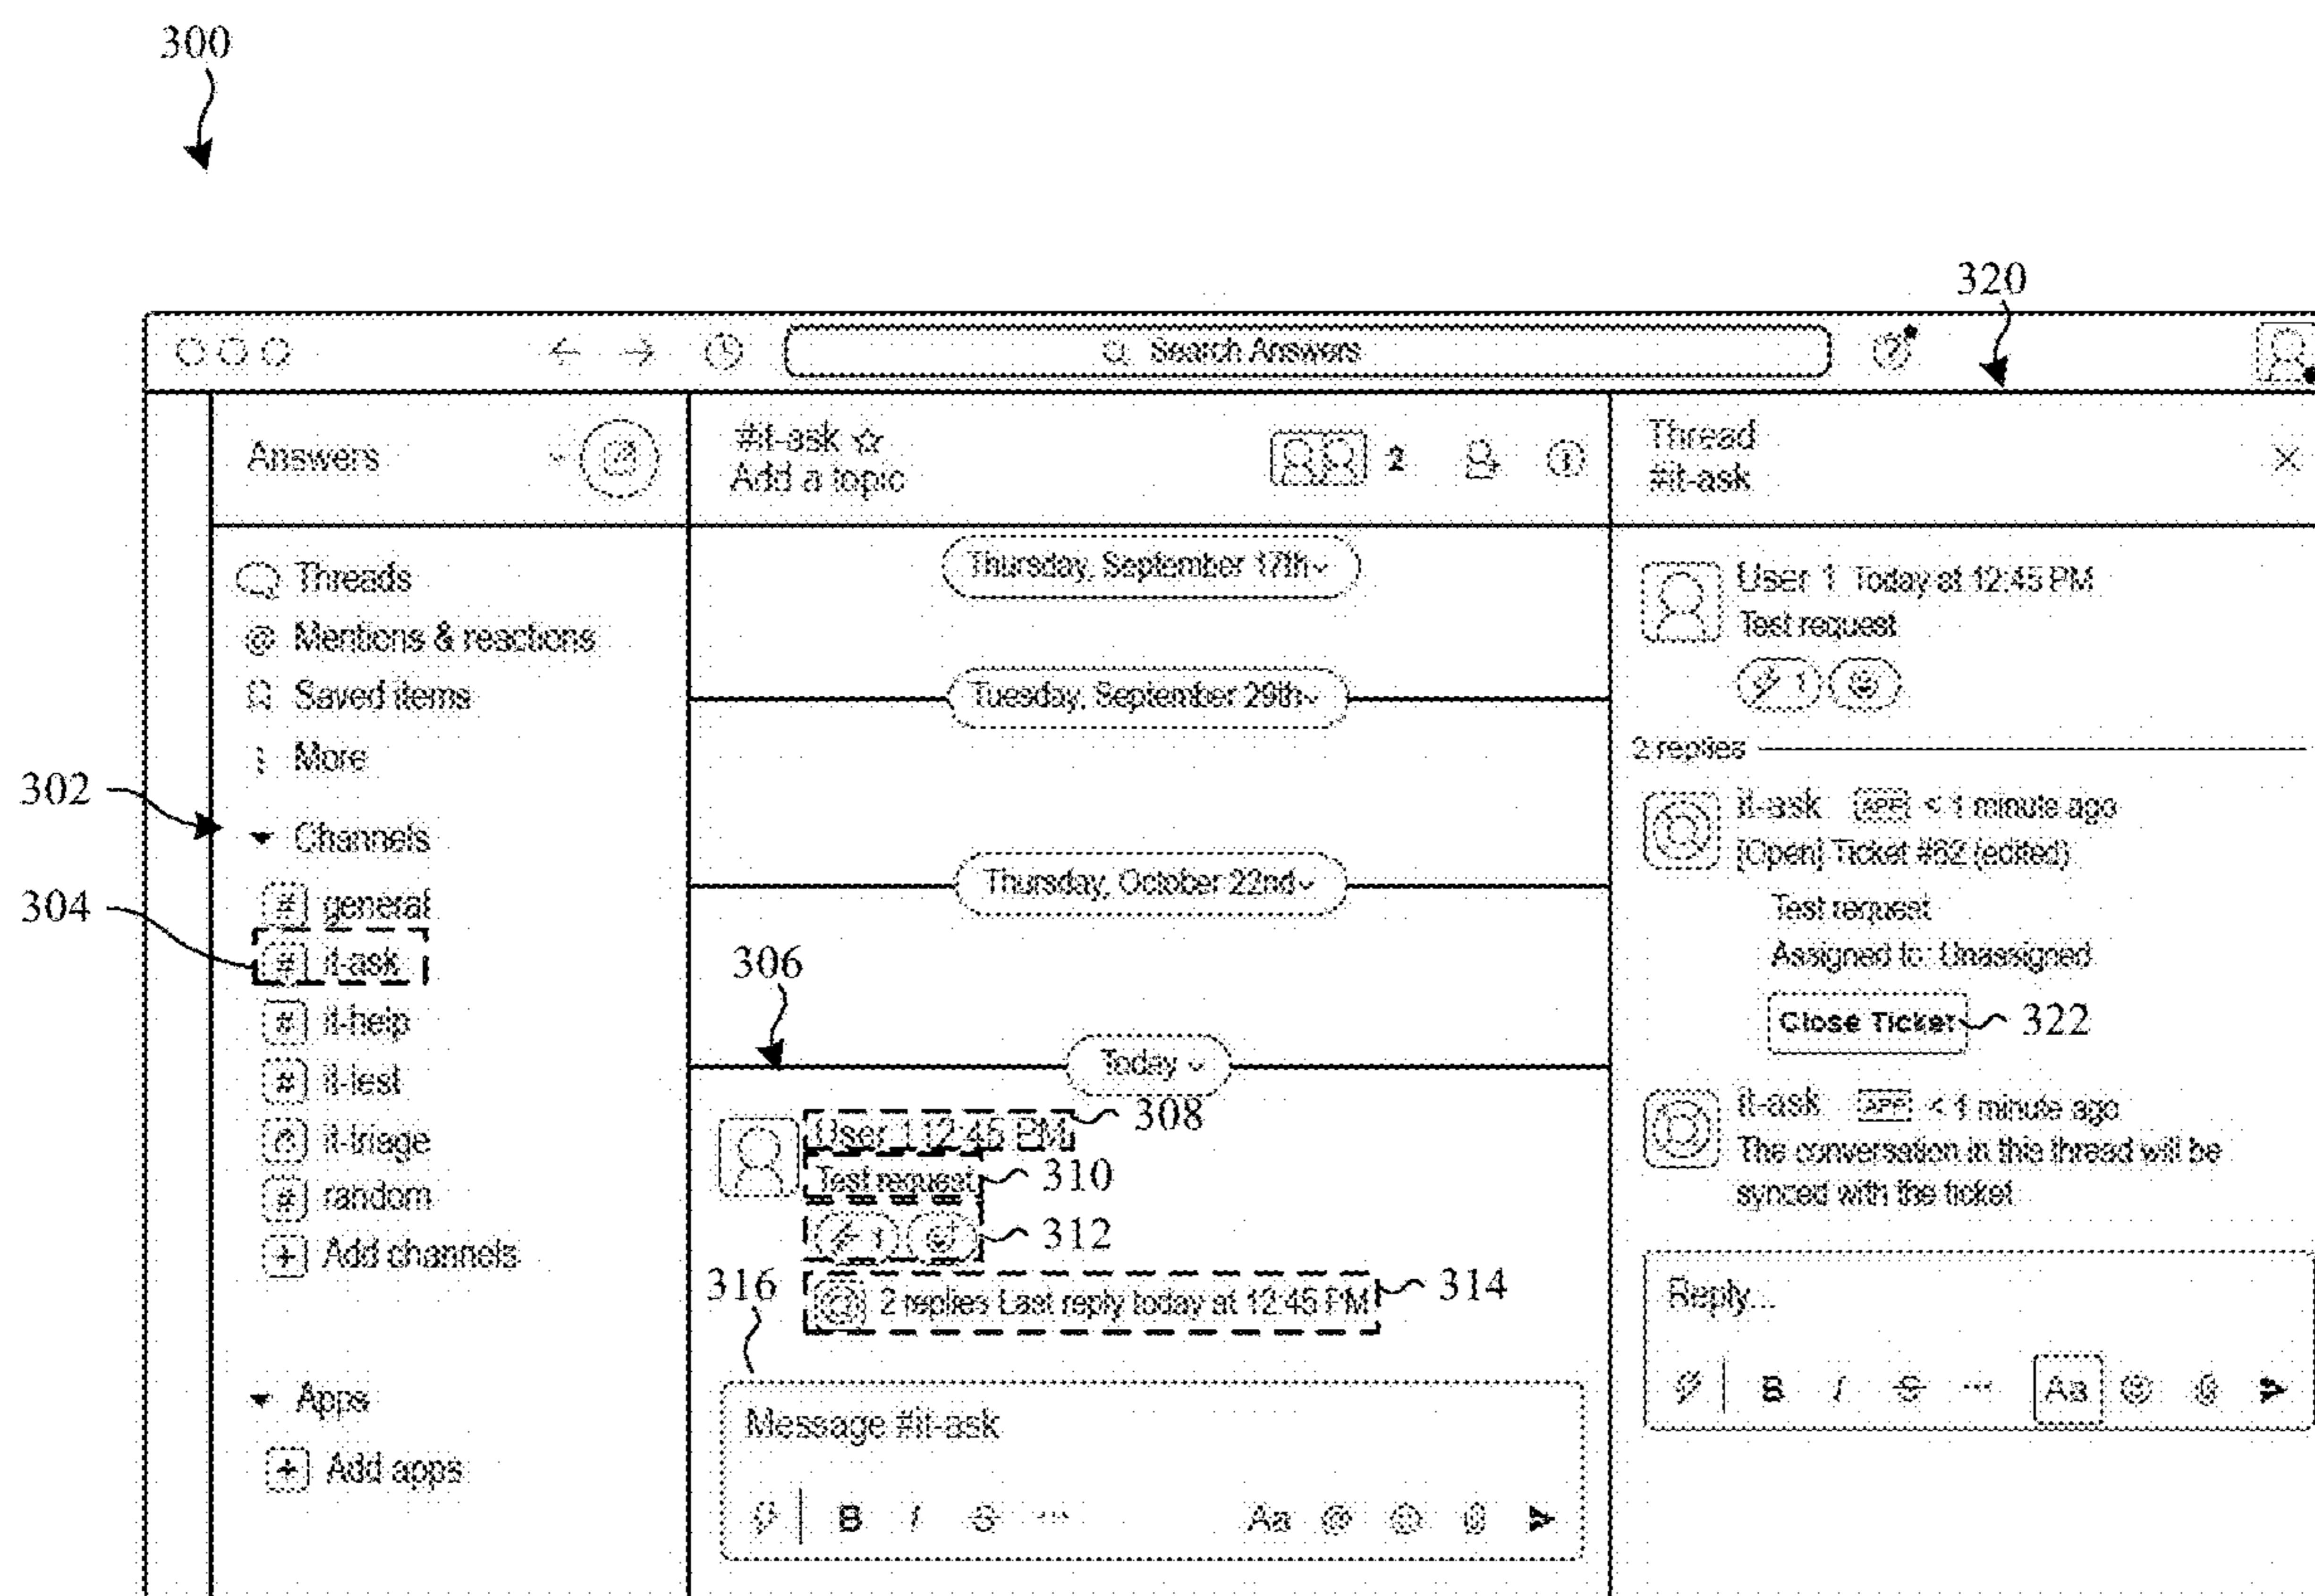 300
320
Search Answers
Answers
#it-ask
Add a topic
2
Thread
#it-ask
Threads
@ Mentions & reactions
Saved items
More
302
Channels
304
# general
# it-ask
# it-help
# it-test
it-triage
# random
+ Add channels
Apps
+ Add apps
Thursday, September 17th
Tuesday, September 29th
Thursday, October 22nd
306
Today
User 1 12:45 PM
308
Test request
310
1
312
2 replies Last reply today at 12:45 PM
314
316
Message #it-ask
B I S ... Aa @
User 1 Today at 12:45 PM
Test request
1
2 replies
it-ask APP < 1 minute ago
[Open] Ticket #62 (edited)
Test request
Assigned to: Unassigned
Close Ticket
322
it-ask APP < 1 minute ago
The conversation in this thread will be
synced with the ticket
Reply...
B I S ... Aa